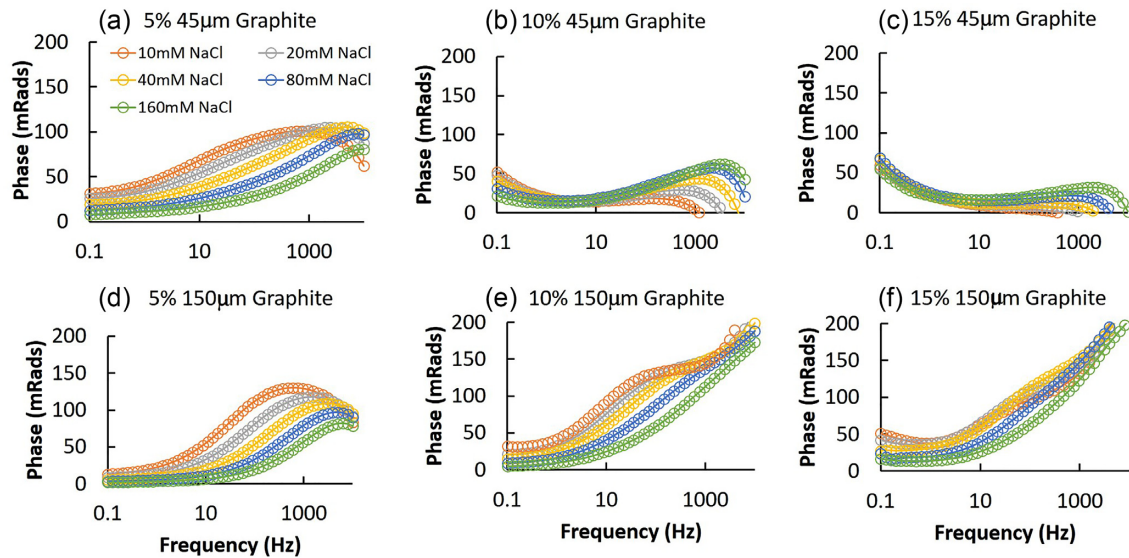 (a) 5% 45µm Graphite
200
150
100
50
0
Phase (mRads)
10mM NaCl
20mM NaCl
40mM NaCl
80mM NaCl
160mM NaCl
0.1 10 1000
(b) 10% 45µm Graphite
200
150
100
50
0
Phase (mRads)
0.1 10 1000
(c) 15% 45µm Graphite
200
150
100
50
0
Phase (mRads)
0.1 10 1000
(d) 5% 150µm Graphite
200
150
100
50
0
Phase (mRads)
0.1 10 1000
Frequency (Hz)
(e) 10% 150µm Graphite
200
150
100
50
0
Phase (mRads)
0.1 10 1000
Frequency (Hz)
(f) 15% 150µm Graphite
200
150
100
50
0
Phase (mRads)
0.1 10 1000
Frequency (Hz)